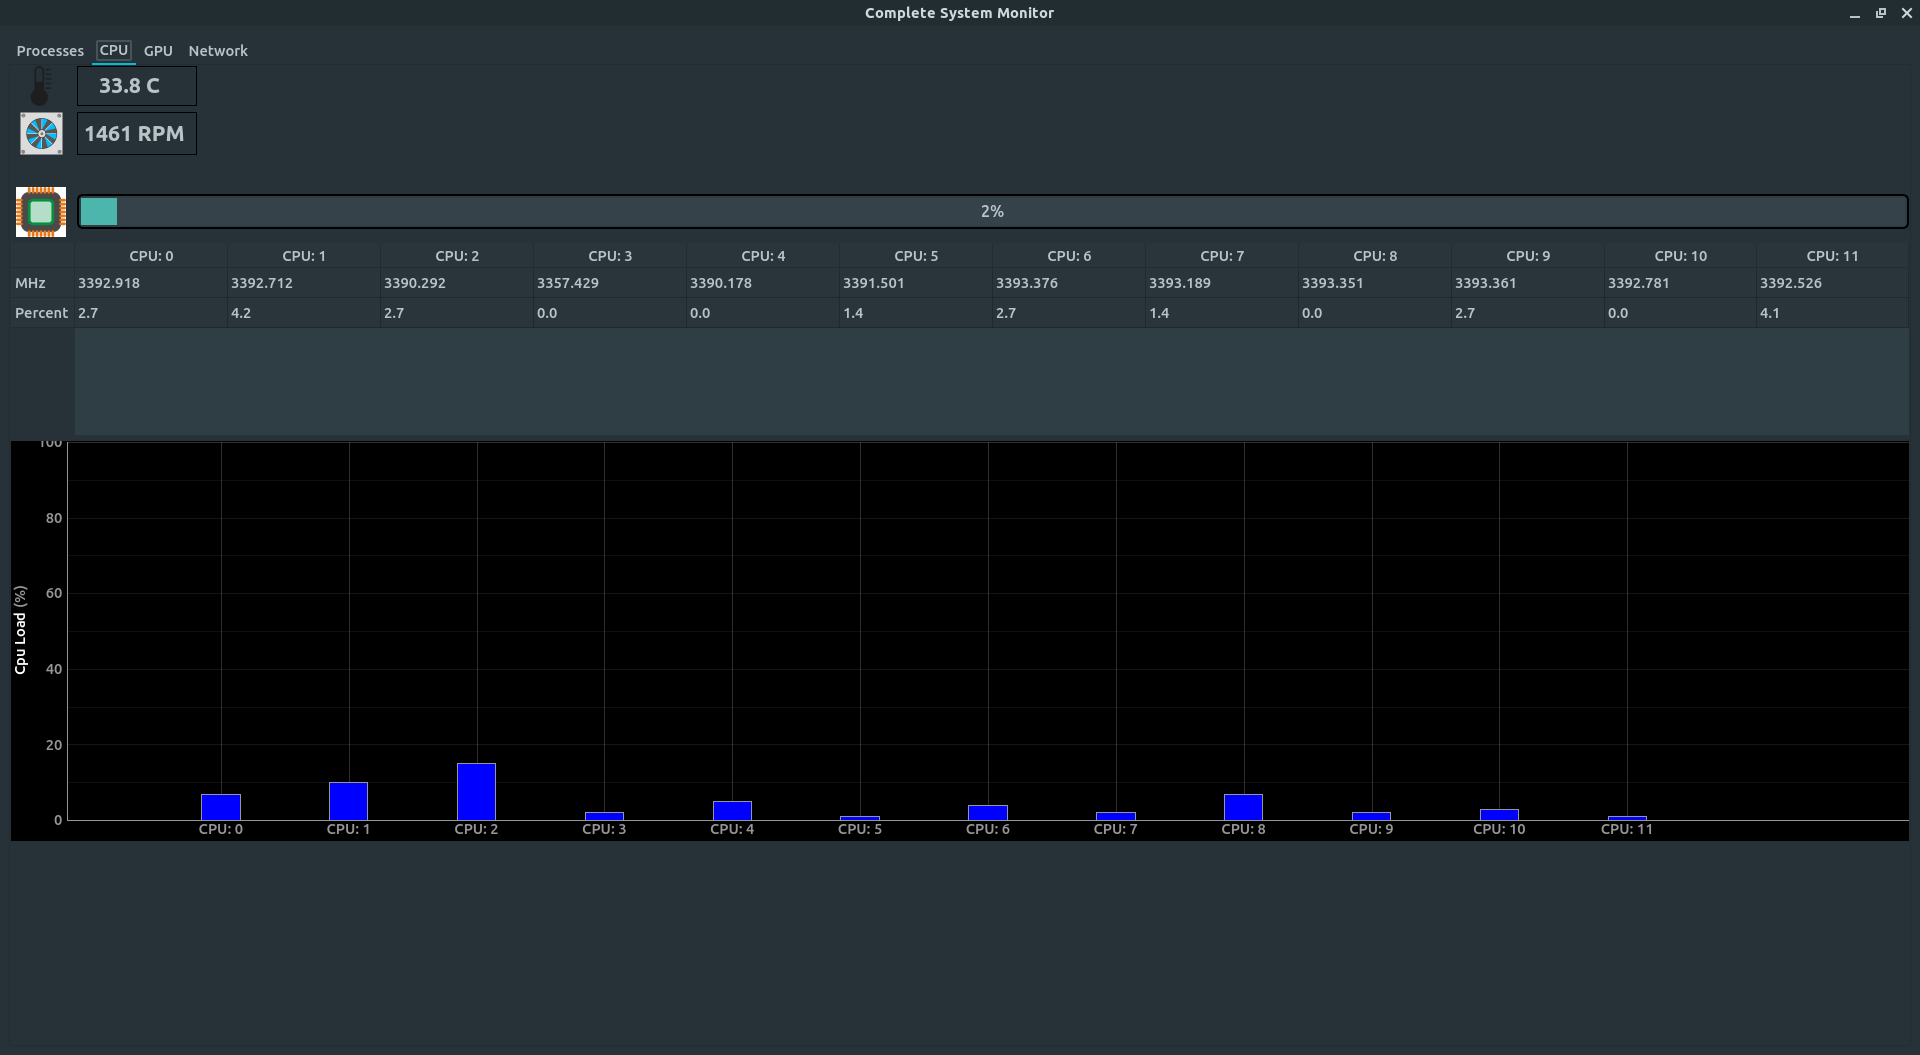 Complete System Monitor
Processes CPU GPU Network
33.8 C
1461 RPM
2%
CPU: 0 CPU: 1 CPU: 2 CPU: 3 CPU: 4 CPU: 5 CPU: 6 CPU: 7 CPU: 8 CPU: 9 CPU: 10 CPU: 11
MHz 3392.918 3392.712 3390.292 3357.429 3390.178 3391.501 3393.376 3393.189 3393.351 3393.361 3392.781 3392.526
Percent 2.7 4.2 2.7 0.0 0.0 1.4 2.7 1.4 0.0 2.7 0.0 4.1
100
80
60
40
20
0
Cpu Load (%)
CPU: 0 CPU: 1 CPU: 2 CPU: 3 CPU: 4 CPU: 5 CPU: 6 CPU: 7 CPU: 8 CPU: 9 CPU: 10 CPU: 11